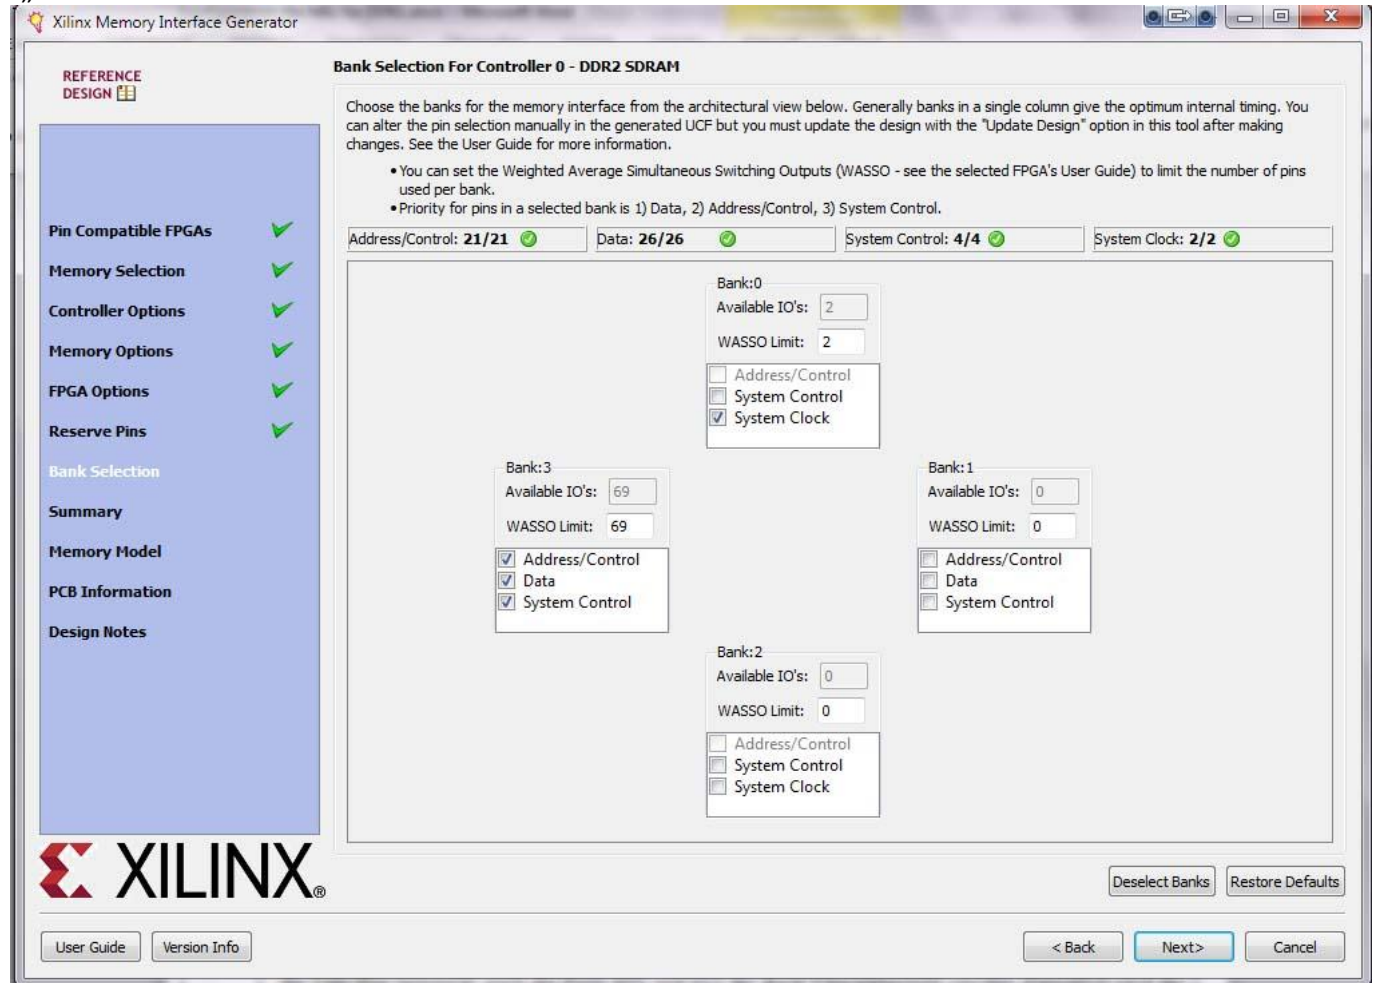 ”
Xilinx Memory Interface Generator
REFERENCE
DESIGN
Pin Compatible FPGAs
Memory Selection
Controller Options
Memory Options
FPGA Options
Reserve Pins
Bank Selection
Summary
Memory Model
PCB Information
Design Notes
XILINX®
Bank Selection For Controller 0 - DDR2 SDRAM
Choose the banks for the memory interface from the architectural view below. Generally banks in a single column give the optimum internal timing. You
can alter the pin selection manually in the generated UCF but you must update the design with the "Update Design" option in this tool after making
changes. See the User Guide for more information.
• You can set the Weighted Average Simultaneous Switching Outputs (WASSO - see the selected FPGA's User Guide) to limit the number of pins
used per bank.
• Priority for pins in a selected bank is 1) Data, 2) Address/Control, 3) System Control.
Address/Control: 21/21 Data: 26/26 System Control: 4/4 System Clock: 2/2
Bank:0
Available IO's: 2
WASSO Limit: 2
Address/Control
System Control
System Clock
Bank:3
Available IO's: 69
WASSO Limit: 69
Address/Control
Data
System Control
Bank:1
Available IO's: 0
WASSO Limit: 0
Address/Control
Data
System Control
Bank:2
Available IO's: 0
WASSO Limit: 0
Address/Control
System Control
System Clock
Deselect Banks Restore Defaults
User Guide Version Info < Back Next> Cancel